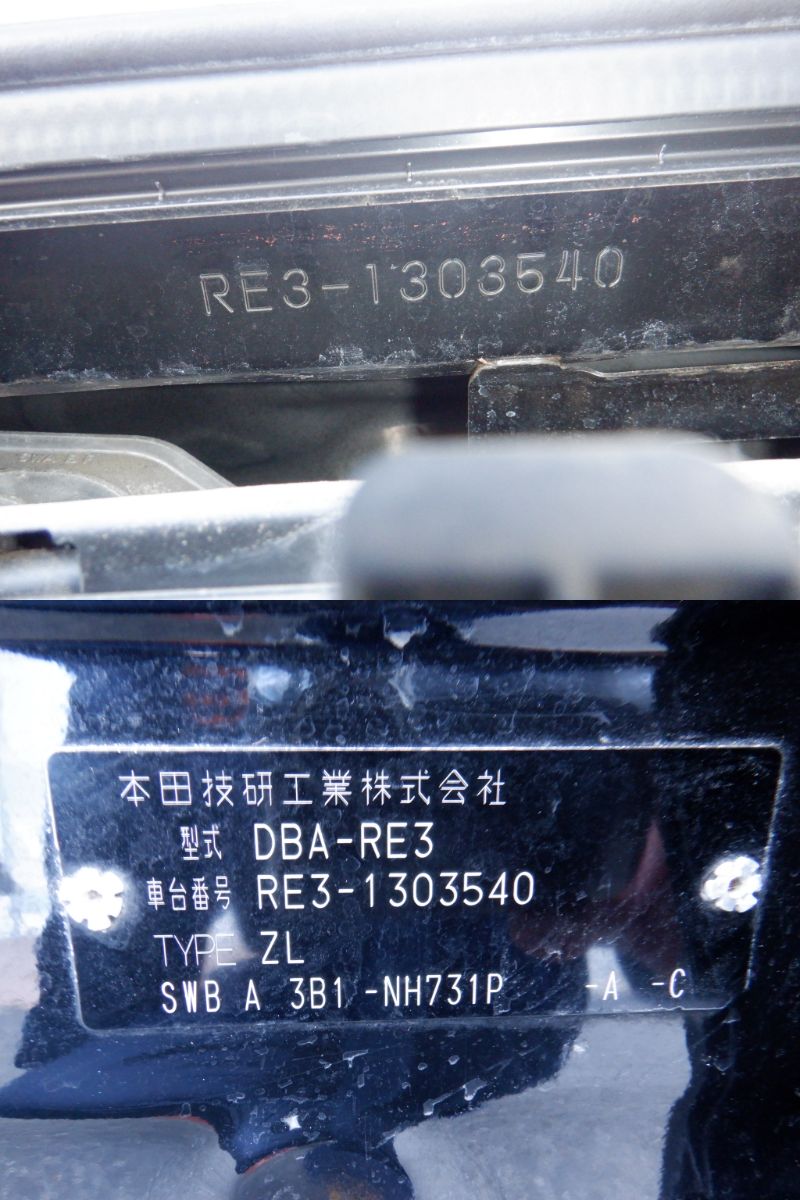 RE3-1303540
本田技研工業株式会社
型式 DBA-RE3
車台番号 RE3-1303540
TYPE ZL
SWB A 3B1 -NH731P -A -C